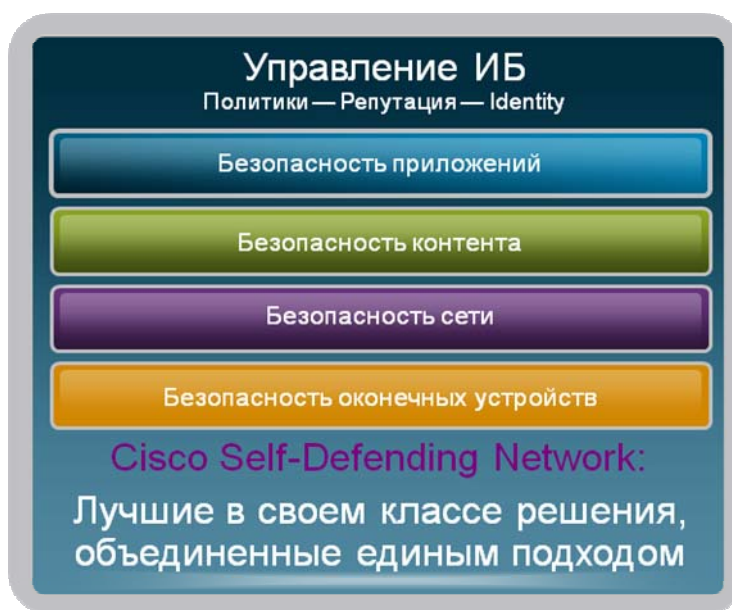 Управление ИБ
Политики — Репутация — Identity
Безопасность приложений
Безопасность контента
Безопасность сети
Безопасность оконечных устройств
Cisco Self-Defending Network:
Лучшие в своем классе решения,
объединенные единым подходом